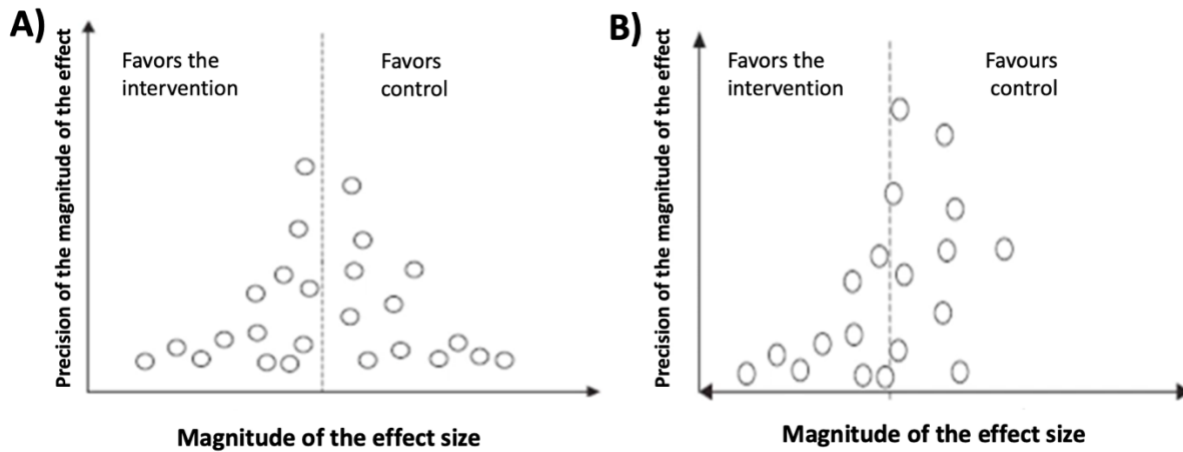 A)
Precision of the magnitude of the effect
Favors the
intervention
Favors
control
Magnitude of the effect size
B)
Precision of the magnitude of the effect
Favors the
intervention
Favours
control
Magnitude of the effect size